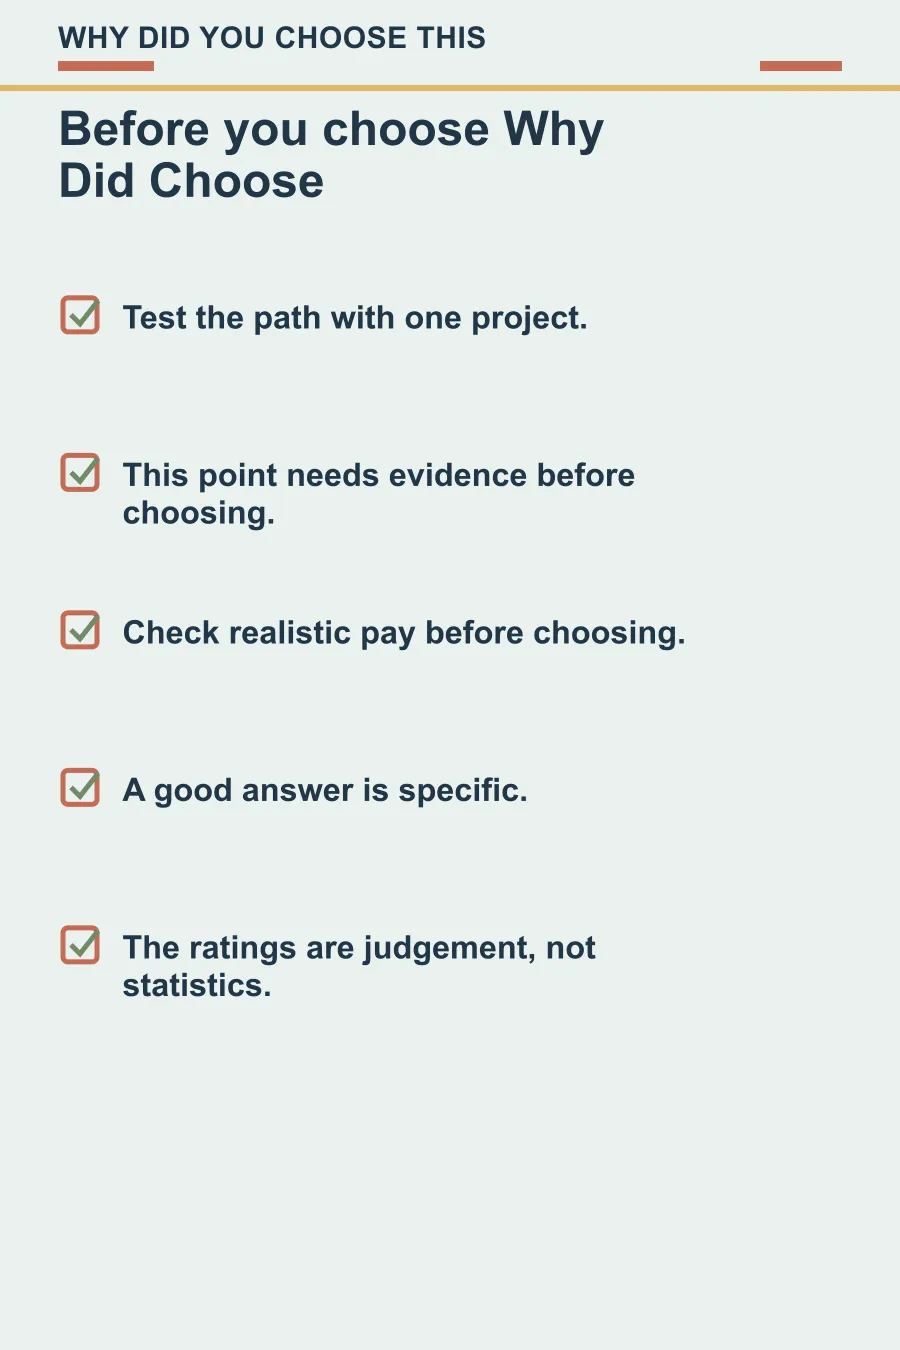 WHY DID YOU CHOOSE THIS
Before you choose Why
Did Choose
Test the path with one project.
This point needs evidence before
choosing.
Check realistic pay before choosing.
A good answer is specific.
The ratings are judgement, not
statistics.